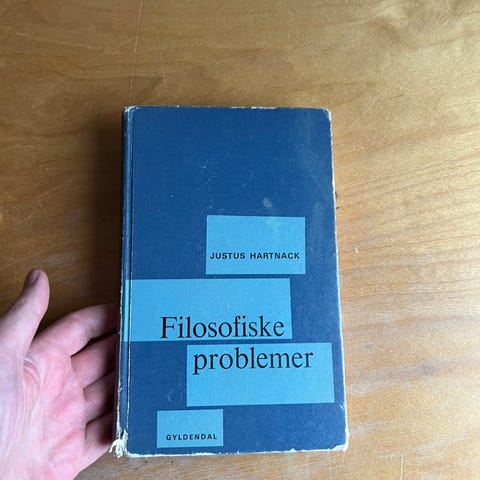 JUSTUS HARTNACK
Filosofiske
problemer
GYLDENDAL